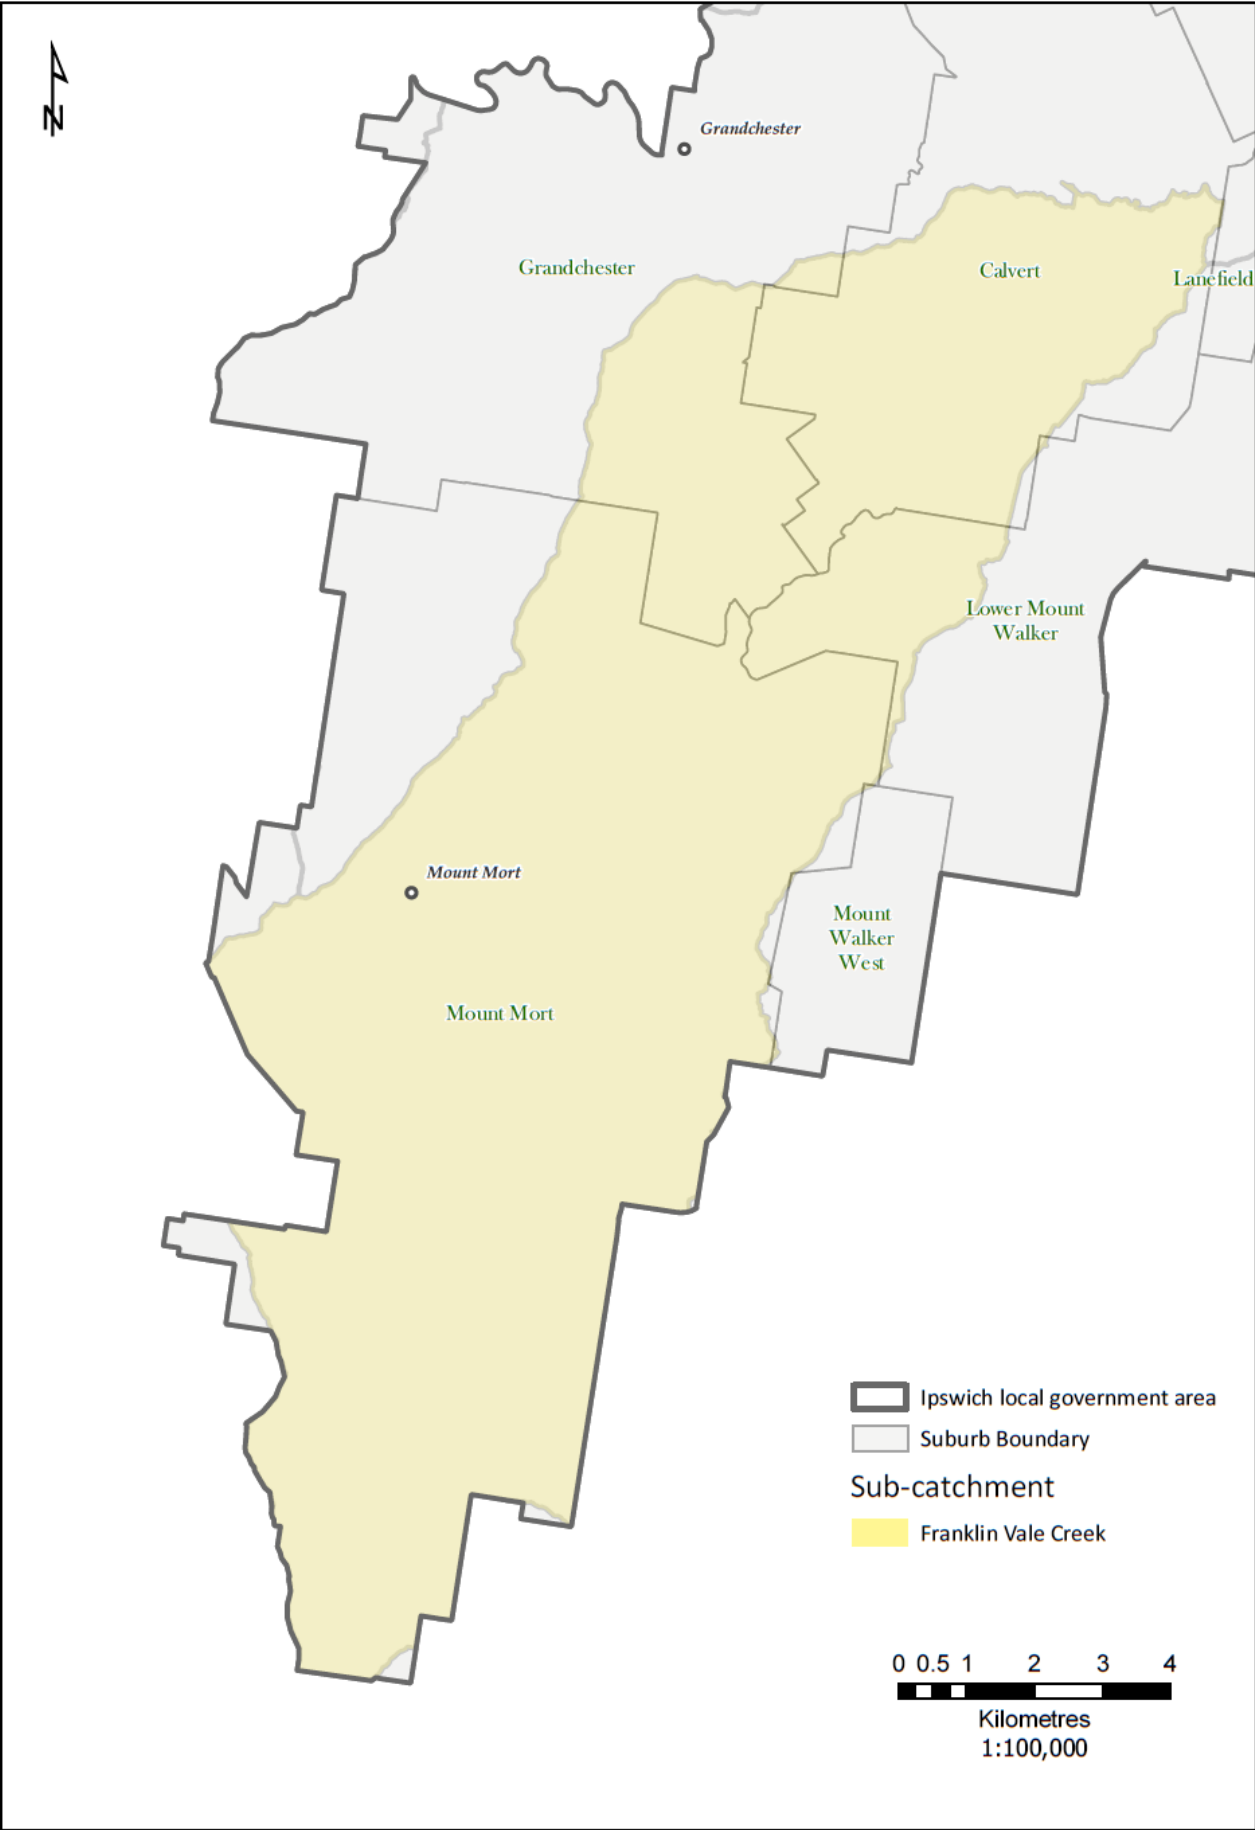 N
Grandchester
Grandchester
Calvert
Lanefield
Lower Mount
Walker
Mount Mort
Mount
Walker
West
Mount Mort
Ipswich local government area
Suburb Boundary
Sub-catchment
Franklin Vale Creek
0 0.5 1 2 3 4
Kilometres
1:100,000